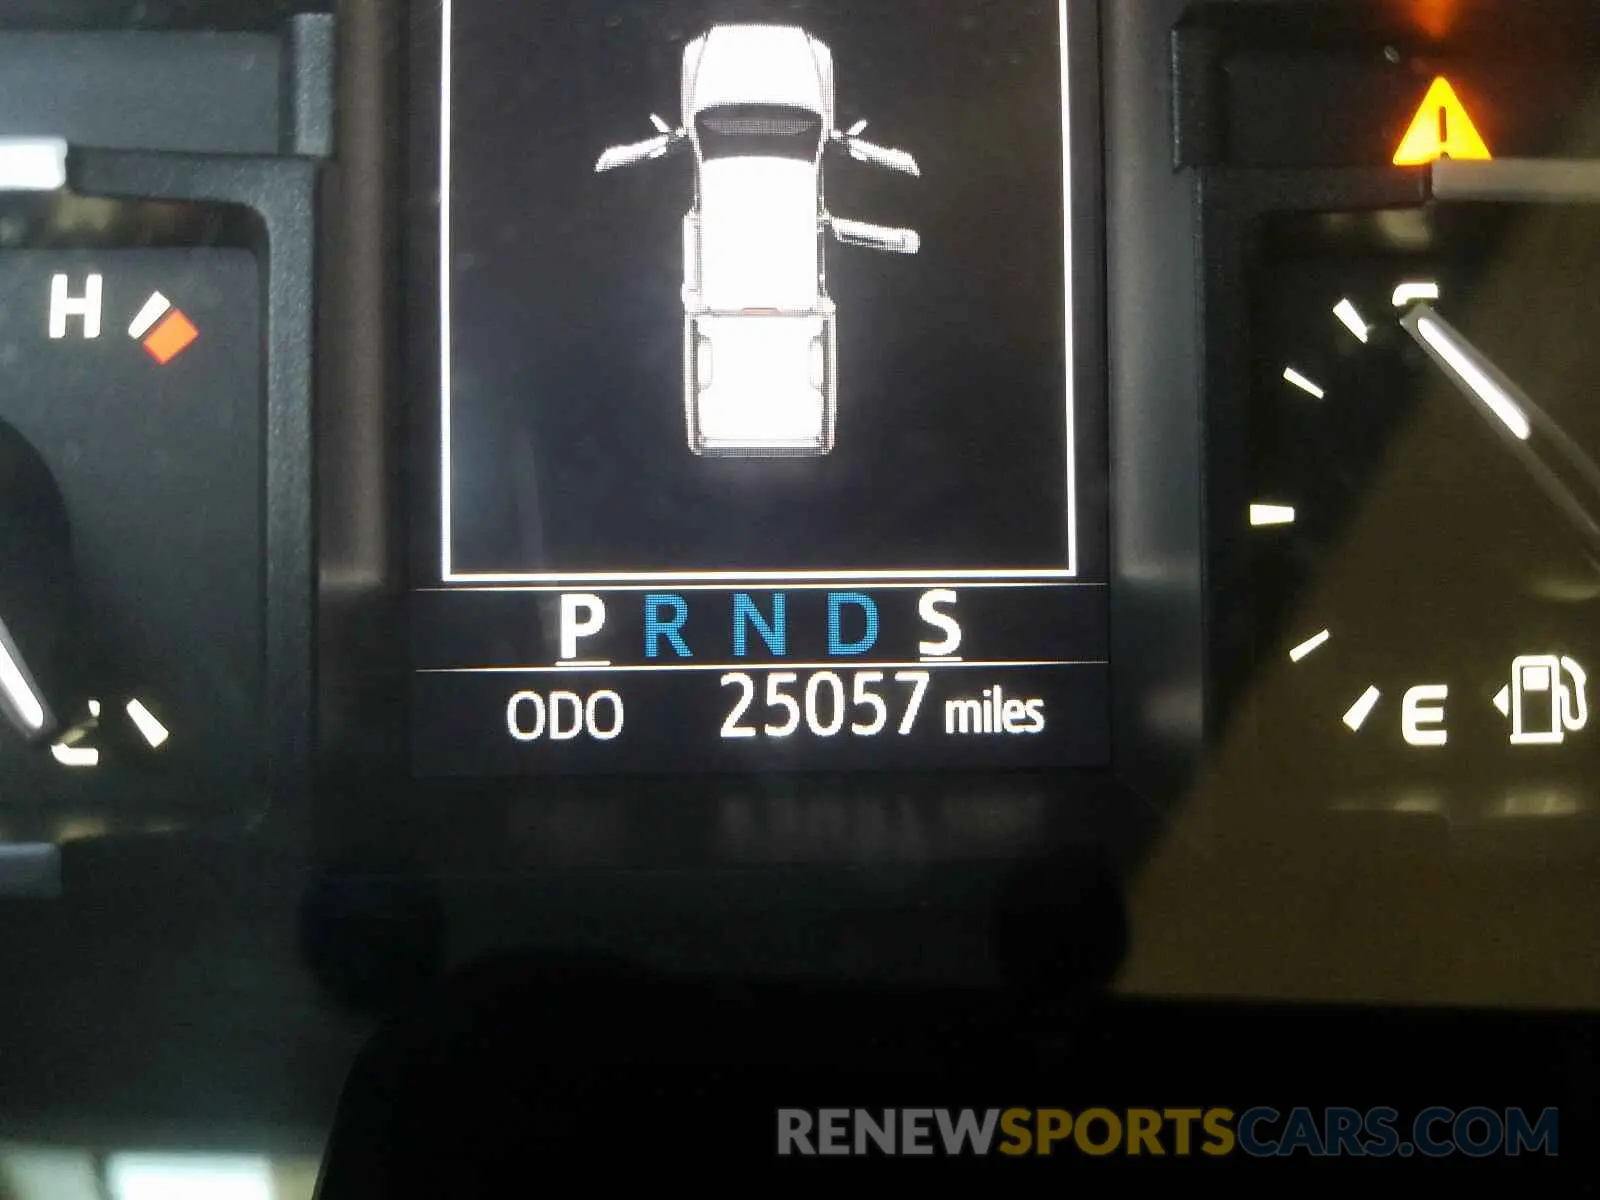 H
P R N D S
ODO 25057 miles
E
RENEWSPORTSCARS.COM